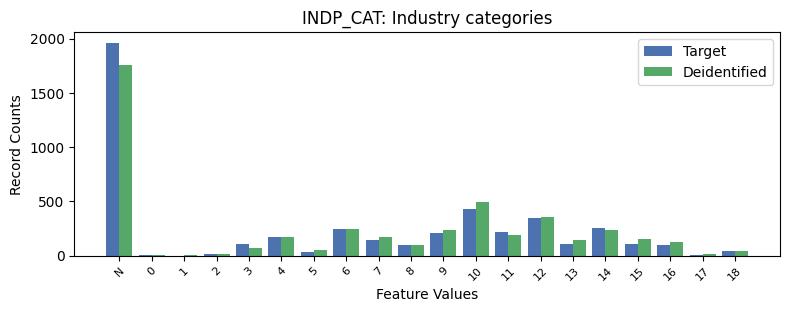 INDP_CAT: Industry categories
2000
1500
1000
500
0
Record Counts
Target
Deidentified
N 0 1 2 3 4 5 6 7 8 9 10 11 12 13 14 15 16 17 18
Feature Values